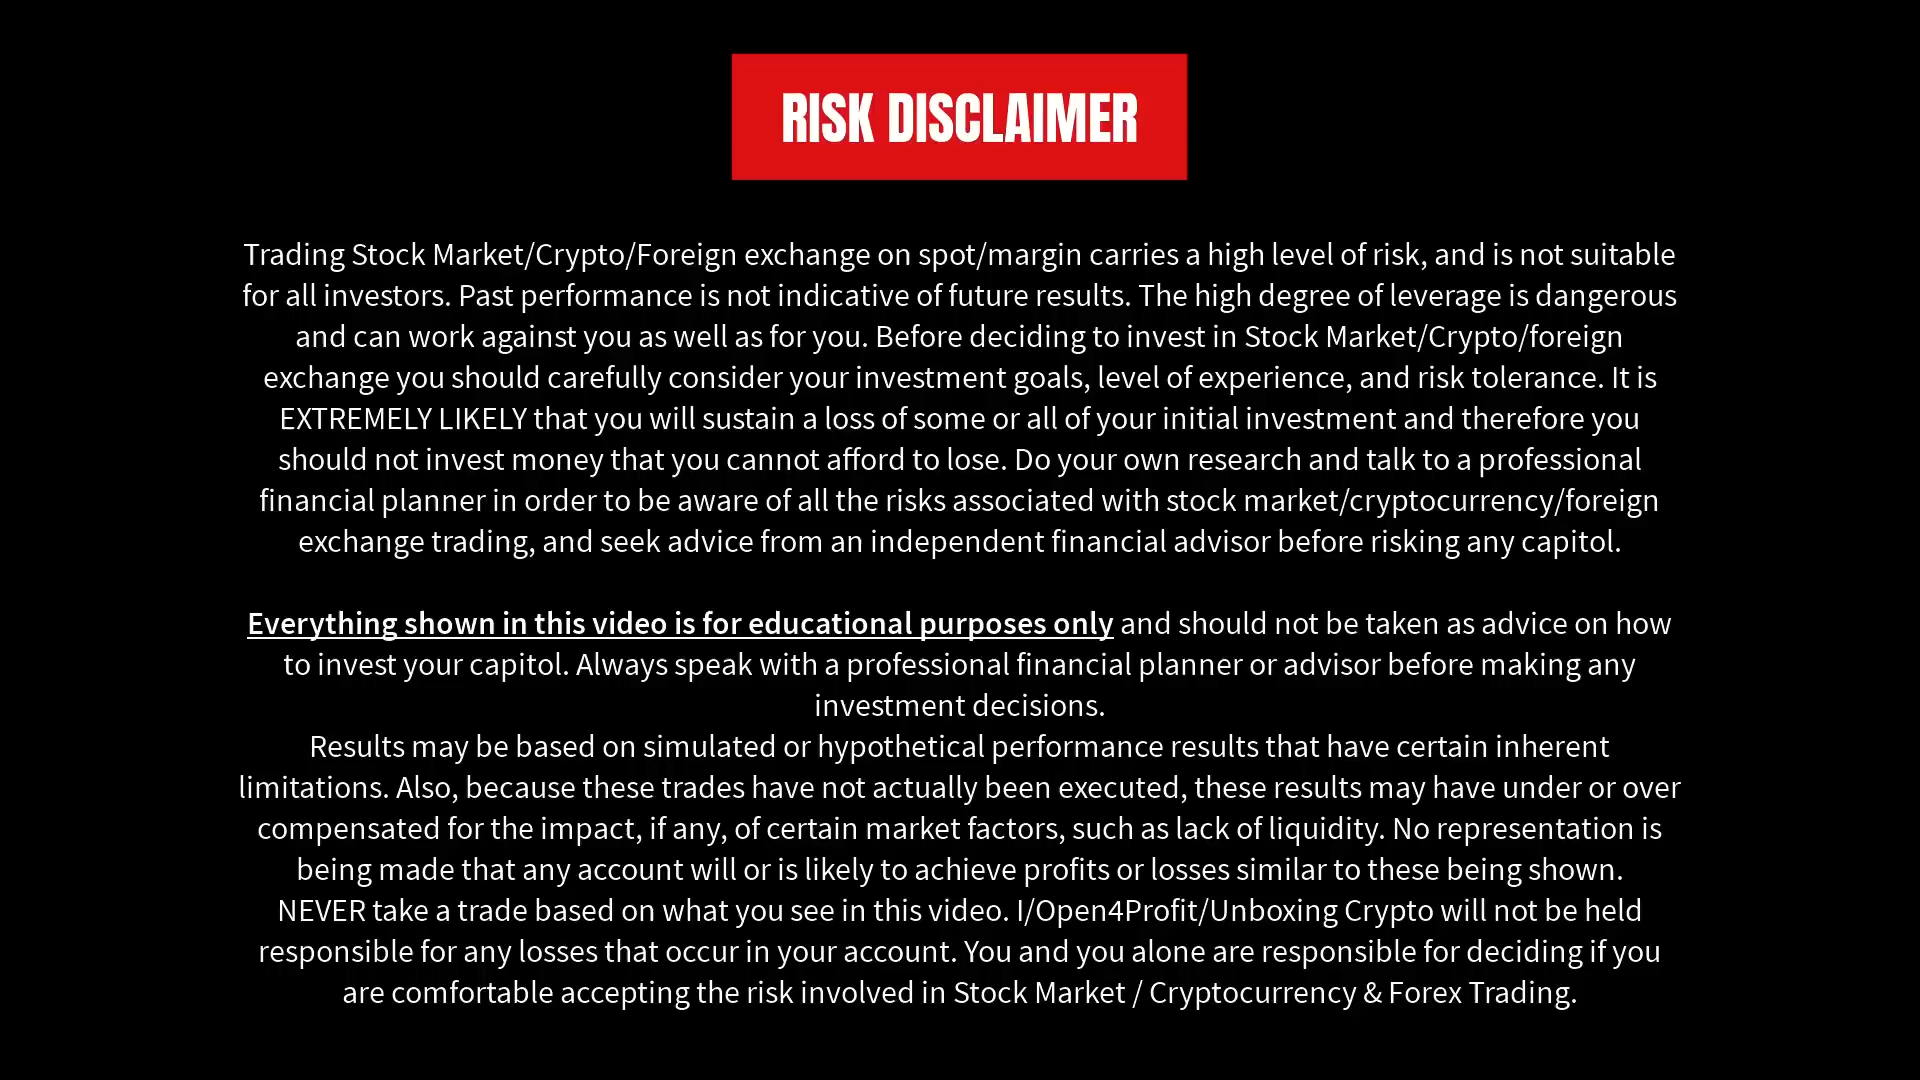 RISK DISCLAIMER
Trading Stock Market/Crypto/Foreign exchange on spot/margin carries a high level of risk, and is not suitable
for all investors. Past performance is not indicative of future results. The high degree of leverage is dangerous
and can work against you as well as for you. Before deciding to invest in Stock Market/Crypto/foreign
exchange you should carefully consider your investment goals, level of experience, and risk tolerance. It is
EXTREMELY LIKELY that you will sustain a loss of some or all of your initial investment and therefore you
should not invest money that you cannot afford to lose. Do your own research and talk to a professional
financial planner in order to be aware of all the risks associated with stock market/cryptocurrency/foreign
exchange trading, and seek advice from an independent financial advisor before risking any capitol.
Everything shown in this video is for educational purposes only and should not be taken as advice on how
to invest your capitol. Always speak with a professional financial planner or advisor before making any
investment decisions.
Results may be based on simulated or hypothetical performance results that have certain inherent
limitations. Also, because these trades have not actually been executed, these results may have under or over
compensated for the impact, if any, of certain market factors, such as lack of liquidity. No representation is
being made that any account will or is likely to achieve profits or losses similar to these being shown.
NEVER take a trade based on what you see in this video. I/Open4Profit/Unboxing Crypto will not be held
responsible for any losses that occur in your account. You and you alone are responsible for deciding if you
are comfortable accepting the risk involved in Stock Market / Cryptocurrency & Forex Trading.